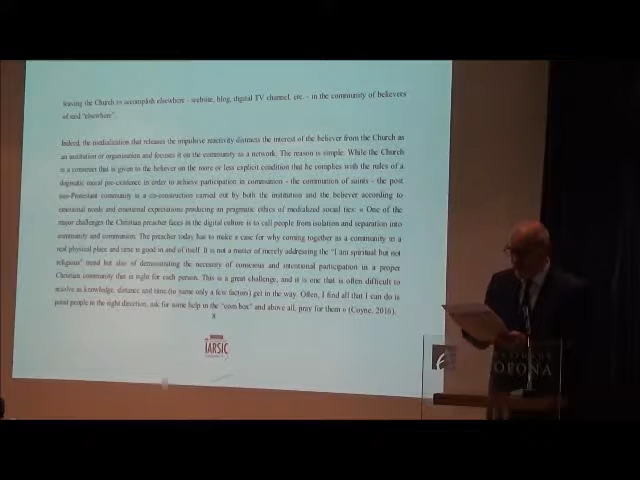 leaving the Church to accomplish elsewhere - website, blog, digital TV channel, etc. - in the community of believers
of said "elsewhere".
Indeed, the medialization that releases the impulsive reactivity distracts the interest of the believer from the Church as
an institution or organization and focuses it on the community as a network. The reason is simple. While the Church
is a construct that is given to the believer on the more or less explicit condition that he complies with the rules of a
dogmatic moral pre-existence in order to achieve participation in communion - the communion of saints - the post
neo-Protestant community is a co-construction carried out by both the institution and the believer according to
emotional needs and emotional expectations producing an pragmatic ethics of medialized social ties: « One of the
major challenges the Christian preacher faces in the digital culture is to call people from isolation and separation into
community and communion. The preacher today has to make a case for why coming together as a community in a
real physical place and time is good in and of itself. It is not a matter of merely addressing the "I am spiritual but not
religious" trend but also of demonstrating the necessity of conscious and intentional participation in a proper
Christian community that is right for each person. This is a great challenge, and it is one that is often difficult to
resolve as knowledge, distance and time (to name only a few factors) get in the way. Often, I find all that I can do is
point people in the right direction, ask for some help in the "com box" and above all, pray for them » (Coyne, 2016).
8
IARSIC
OFONA